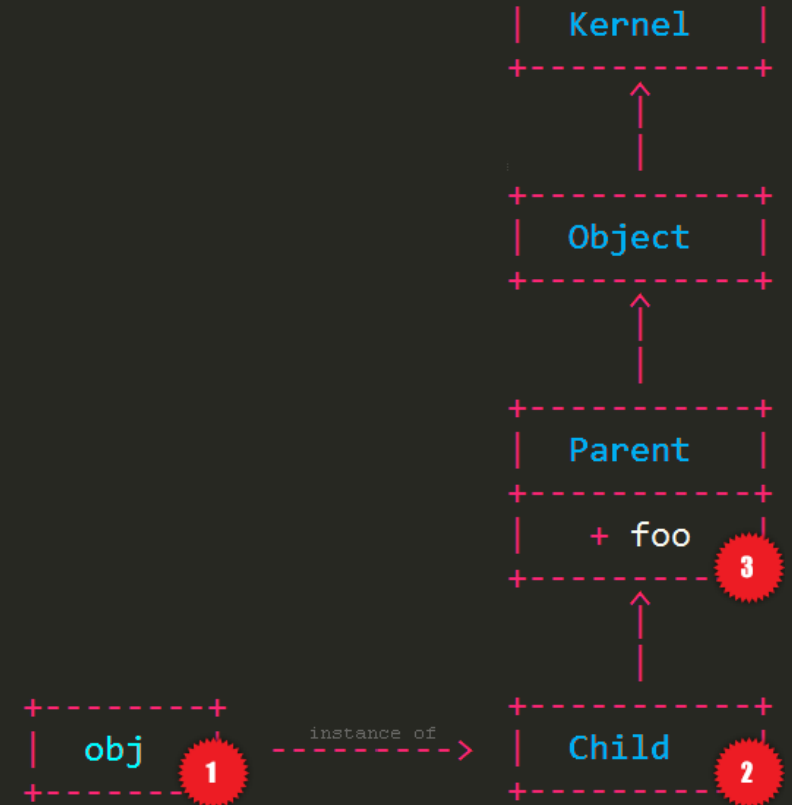 Kernel
Object
Parent
+ foo
3
obj
1
instance of
Child
2